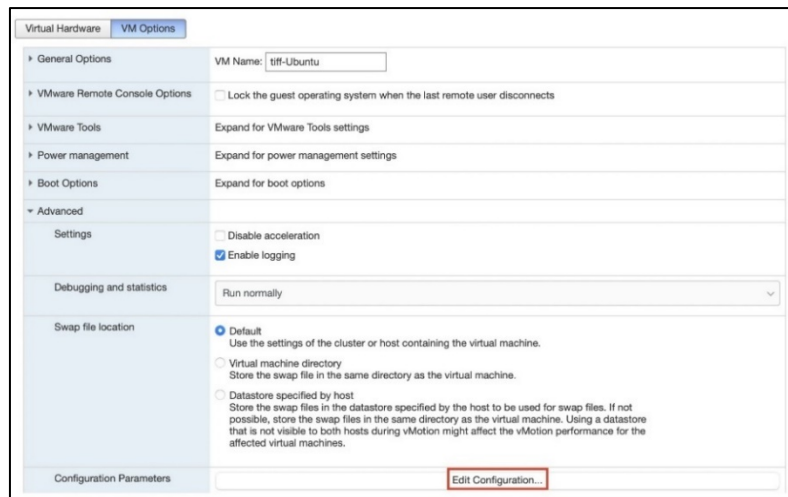 Virtual Hardware VM Options
General Options VM Name: tiff-Ubuntu
VMware Remote Console Options Lock the guest operating system when the last remote user disconnects
VMware Tools Expand for VMware Tools settings
Power management Expand for power management settings
Boot Options Expand for boot options
Advanced
Settings Disable acceleration
Enable logging
Debugging and statistics Run normally
Swap file location Default
Use the settings of the cluster or host containing the virtual machine.
Virtual machine directory
Store the swap file in the same directory as the virtual machine.
Datastore specified by host
Store the swap files in the datastore specified by the host to be used for swap files. If not
possible, store the swap files in the same directory as the virtual machine. Using a datastore
that is not visible to both hosts during vMotion might affect the vMotion performance for the
affected virtual machines.
Configuration Parameters Edit Configuration...